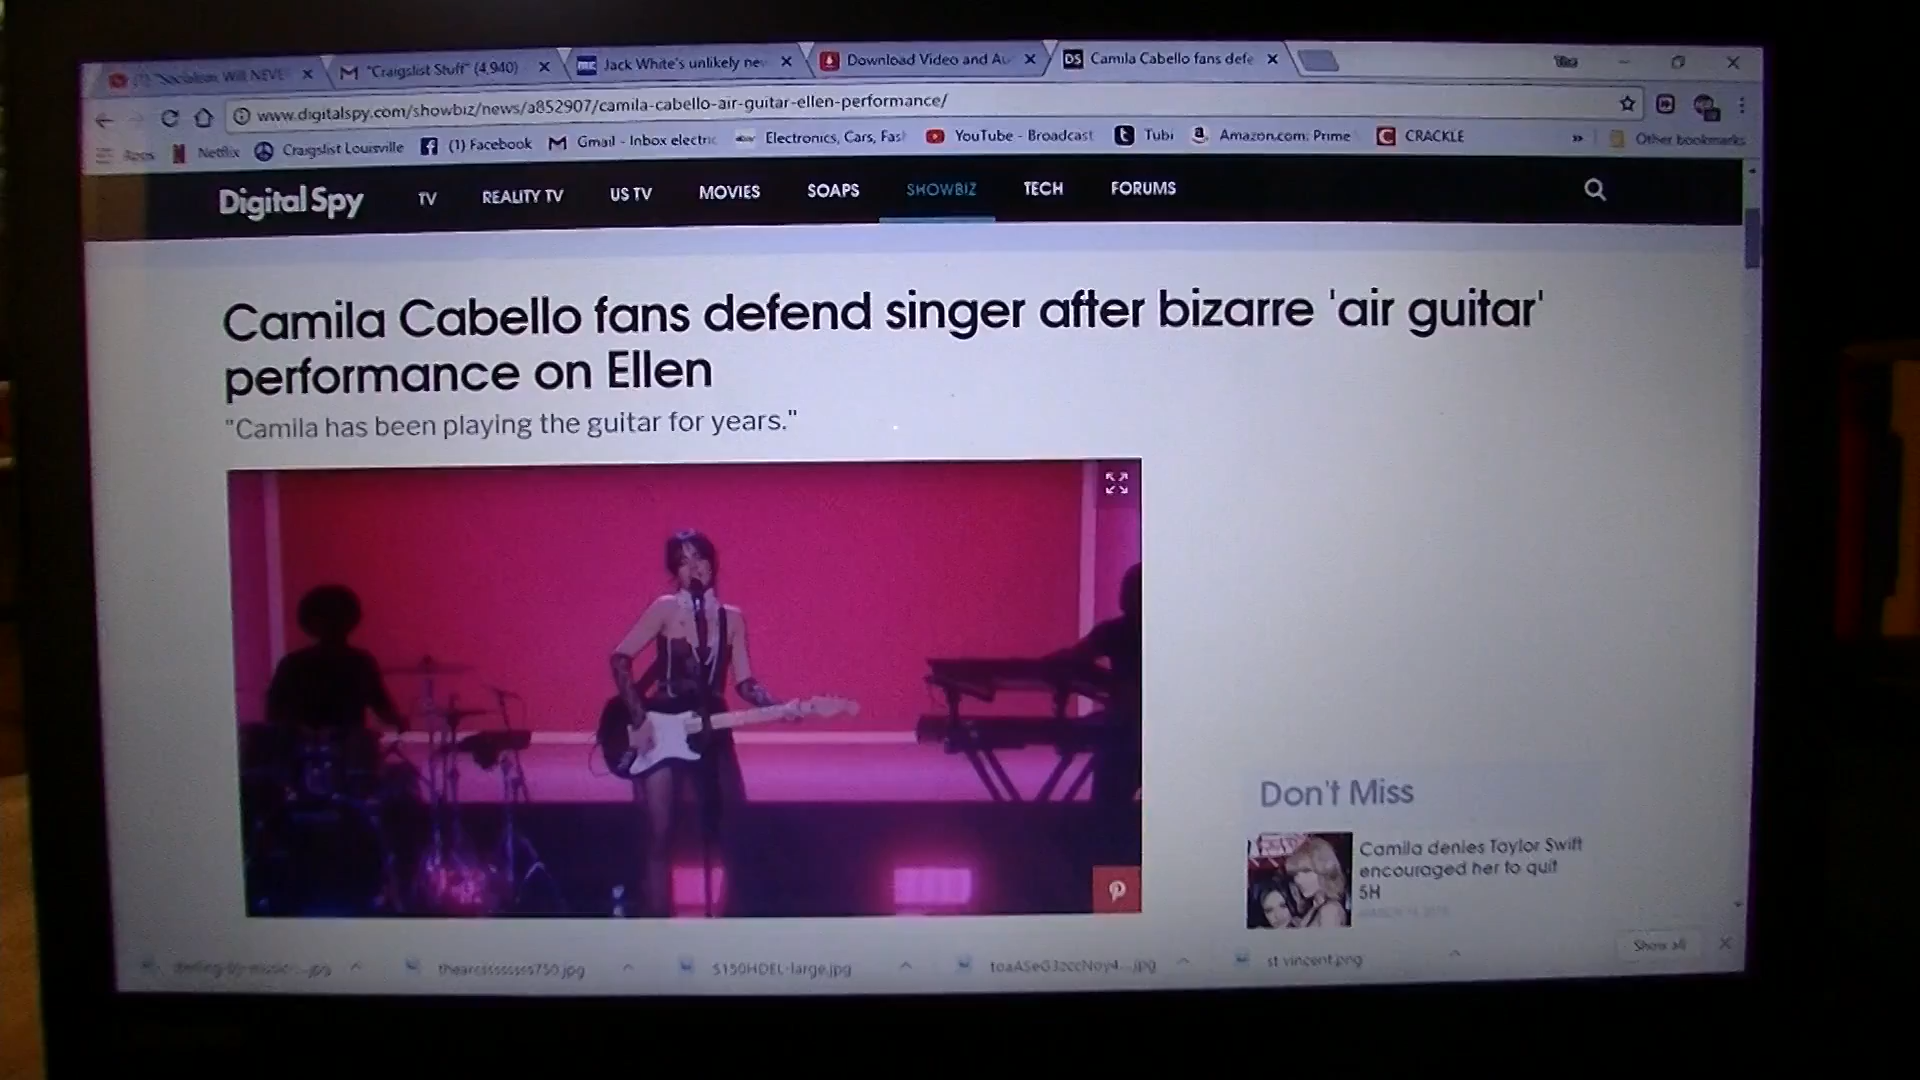 "Socialism Will NEVE
"Craigslist Stuff" (4,940)
Jack White's unlikely ne
Download Video and Au
DS Camila Cabello fans defe
www.digitalspy.com/showbiz/news/a852907/camila-cabello-air-guitar-ellen-performance/
Apps Netflix Craigslist Louisville (1) Facebook Gmail - Inbox electric Electronics, Cars, Fas YouTube - Broadcast Tubi Amazon.com: Prime CRACKLE » Other bookmarks
Digital Spy TV REALITY TV US TV MOVIES SOAPS SHOWBIZ TECH FORUMS
Camila Cabello fans defend singer after bizarre 'air guitar'
performance on Ellen
"Camila has been playing the guitar for years."
Don't Miss
Camila denies Taylor Swift
encouraged her to quit
5H
5150HDEL-large.jpg st vincent.png Show all